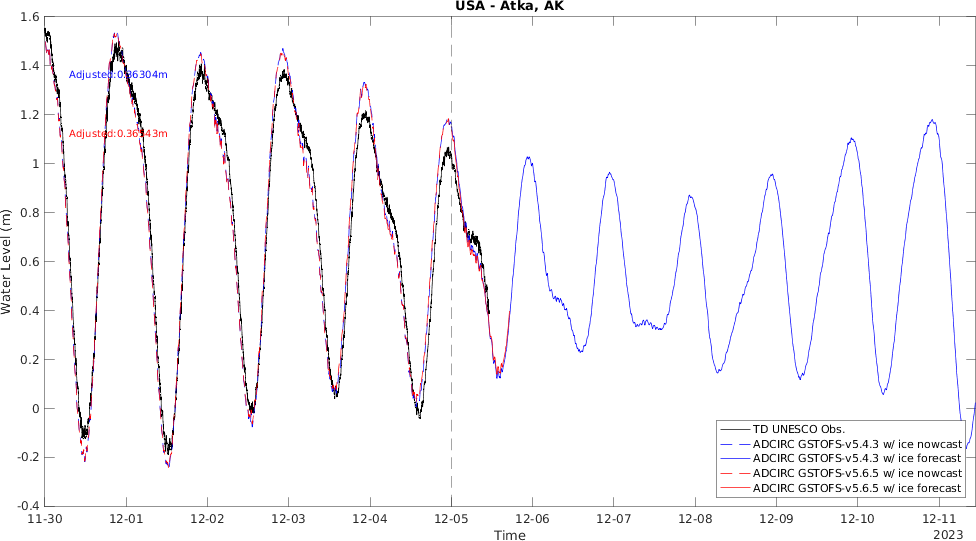 USA - Atka, AK
1.6
1.4
1.2
1
0.8
0.6
0.4
0.2
0
-0.2
-0.4
Water Level (m)
Adjusted:0.36304m
TD UNESCO Obs.
ADCIRC GSTOFS-v5.4.3 w/ ice nowcast
ADCIRC GSTOFS-v5.4.3 w/ ice forecast
ADCIRC GSTOFS-v5.6.5 w/ ice nowcast
ADCIRC GSTOFS-v5.6.5 w/ ice forecast
11-30 12-01 12-02 12-03 12-04 12-05 12-06 12-07 12-08 12-09 12-10 12-11
Time
2023